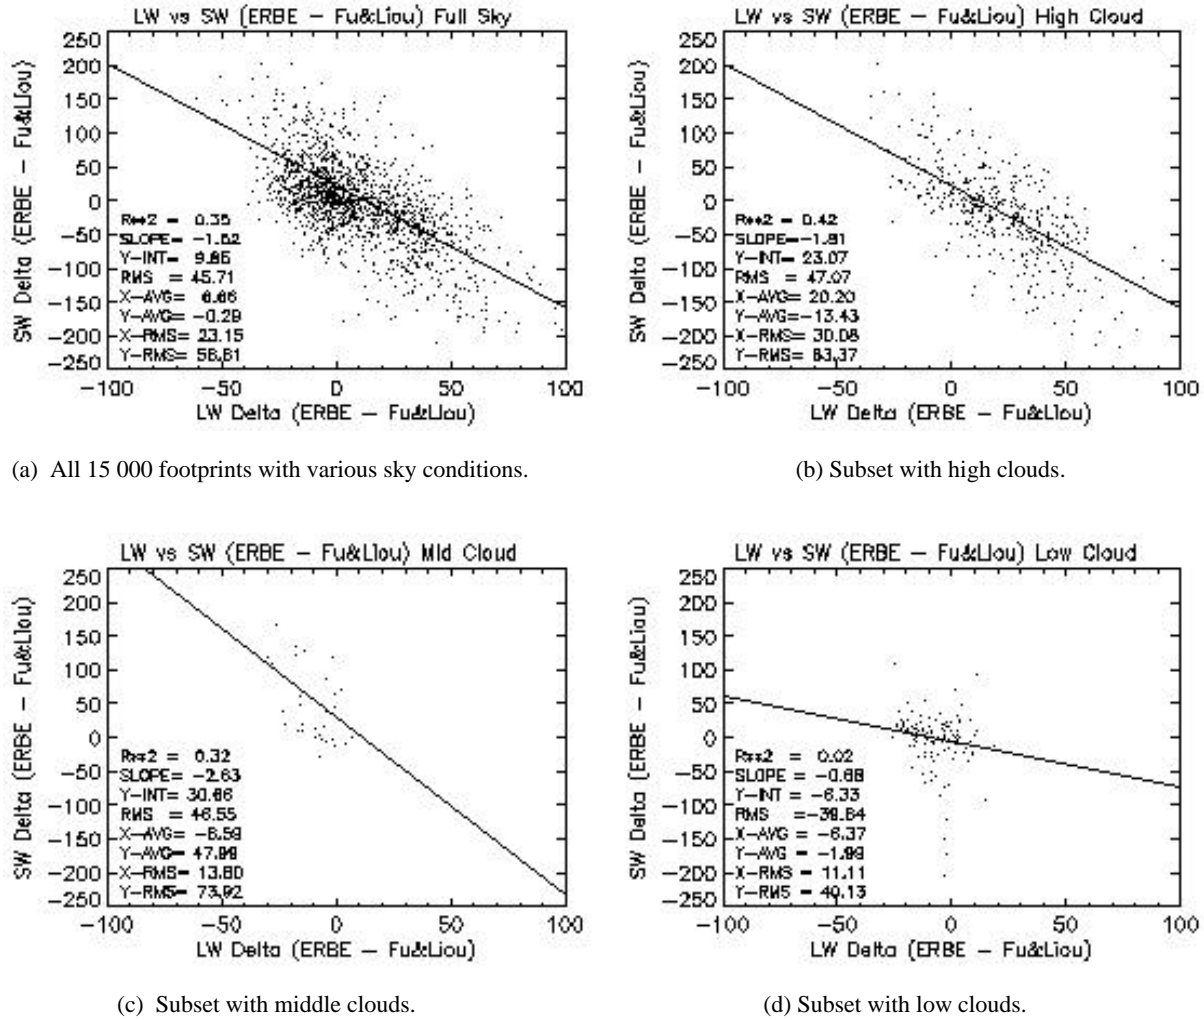 LW vs SW (ERBE – Fu&Liou) Full Sky
SW Delta (ERBE – Fu&Liou)
250
200
150
100
50
0
−50
−100
−150
−200
−250
R**2 = 0.35
SLOPE= −1.52
Y−INT= 9.85
RMS = 45.71
X−AVG= 6.66
Y−AVG= −0.29
X−RMS= 23.15
Y−RMS= 56.61
−100 −50 0 50 100
LW Delta (ERBE – Fu&Liou)
(a) All 15 000 footprints with various sky conditions.
LW vs SW (ERBE – Fu&Liou) High Cloud
SW Delta (ERBE – Fu&Liou)
250
200
150
100
50
0
−50
−100
−150
−200
−250
R**2 = 0.42
SLOPE=−1.81
Y−INT= 23.07
RMS = 47.07
X−AVG= 20.20
Y−AVG=−13.43
X−RMS= 30.08
Y−RMS= 63.37
−100 −50 0 50 100
LW Delta (ERBE – Fu&Liou)
(b) Subset with high clouds.
LW vs SW (ERBE – Fu&Liou) Mid Cloud
SW Delta (ERBE – Fu&Liou)
250
200
150
100
50
0
−50
−100
−150
−200
−250
R**2 = 0.32
SLOPE= −2.63
Y−INT= 30.66
RMS = 46.55
X−AVG= −6.59
Y−AVG= 47.99
X−RMS= 13.80
Y−RMS= 73.92
−100 −50 0 50 100
LW Delta (ERBE – Fu&Liou)
(c) Subset with middle clouds.
LW vs SW (ERBE – Fu&Liou) Low Cloud
SW Delta (ERBE – Fu&Liou)
250
200
150
100
50
0
−50
−100
−150
−200
−250
R**2 = 0.02
SLOPE = −0.68
Y−INT = −6.33
RMS =−39.64
X−AVG = −6.37
Y−AVG = −1.99
X−RMS = 11.11
Y−RMS = 40.13
−100 −50 0 50 100
LW Delta (ERBE – Fu&Liou)
(d) Subset with low clouds.